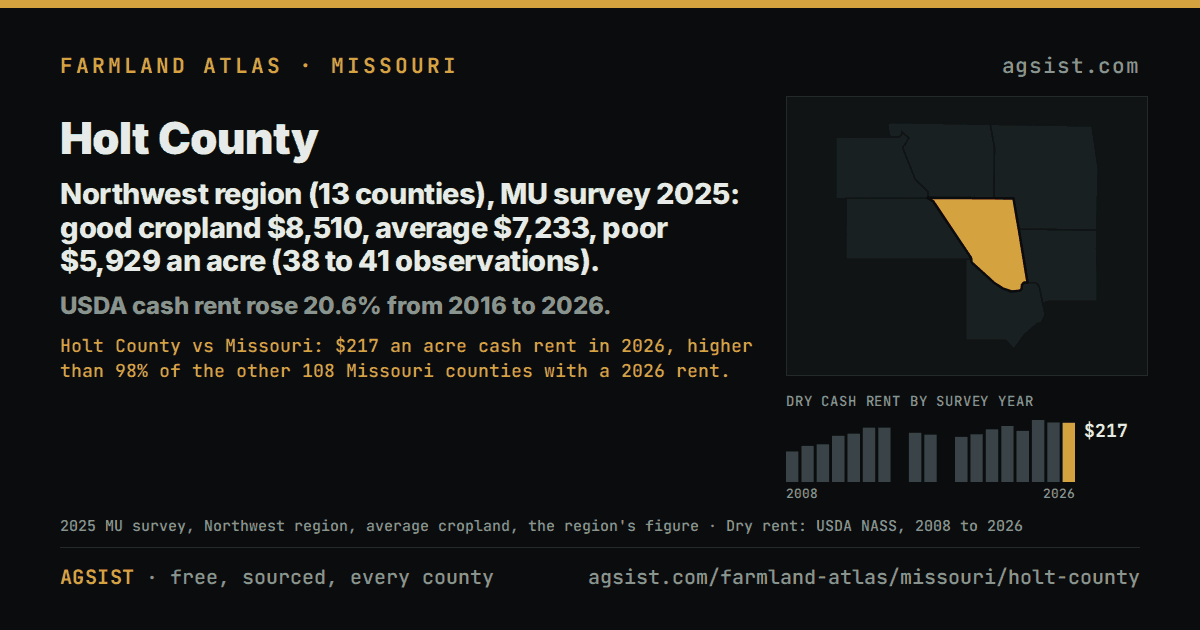 FARMLAND ATLAS · MISSOURI
agsist.com
Holt County
Northwest region (13 counties), MU survey 2025:
good cropland $8,510, average $7,233, poor
$5,929 an acre (38 to 41 observations).
USDA cash rent rose 20.6% from 2016 to 2026.
Holt County vs Missouri: $217 an acre cash rent in 2026, higher
than 98% of the other 108 Missouri counties with a 2026 rent.
DRY CASH RENT BY SURVEY YEAR
$217
2008 2026
2025 MU survey, Northwest region, average cropland, the region's figure · Dry rent: USDA NASS, 2008 to 2026
AGSIST · free, sourced, every county
agsist.com/farmland-atlas/missouri/holt-county